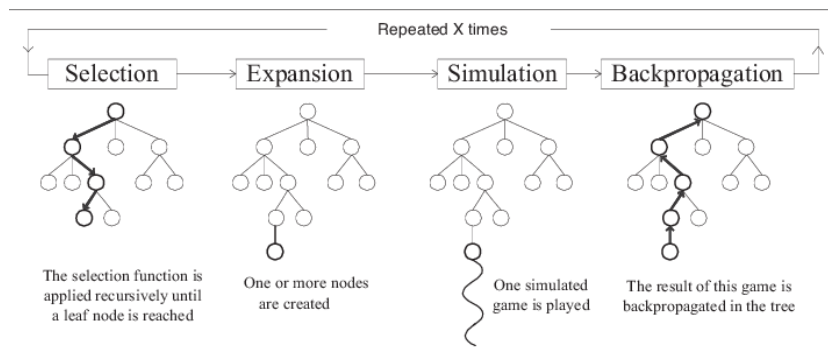 Repeated X times
Selection
Expansion
Simulation
Backpropagation
The selection function is
applied recursively until
a leaf node is reached
One or more nodes
are created
One simulated
game is played
The result of this game is
backpropagated in the tree